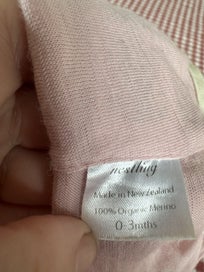 nestling
Made in New Zealand
100% Organic Merino
0-3mths